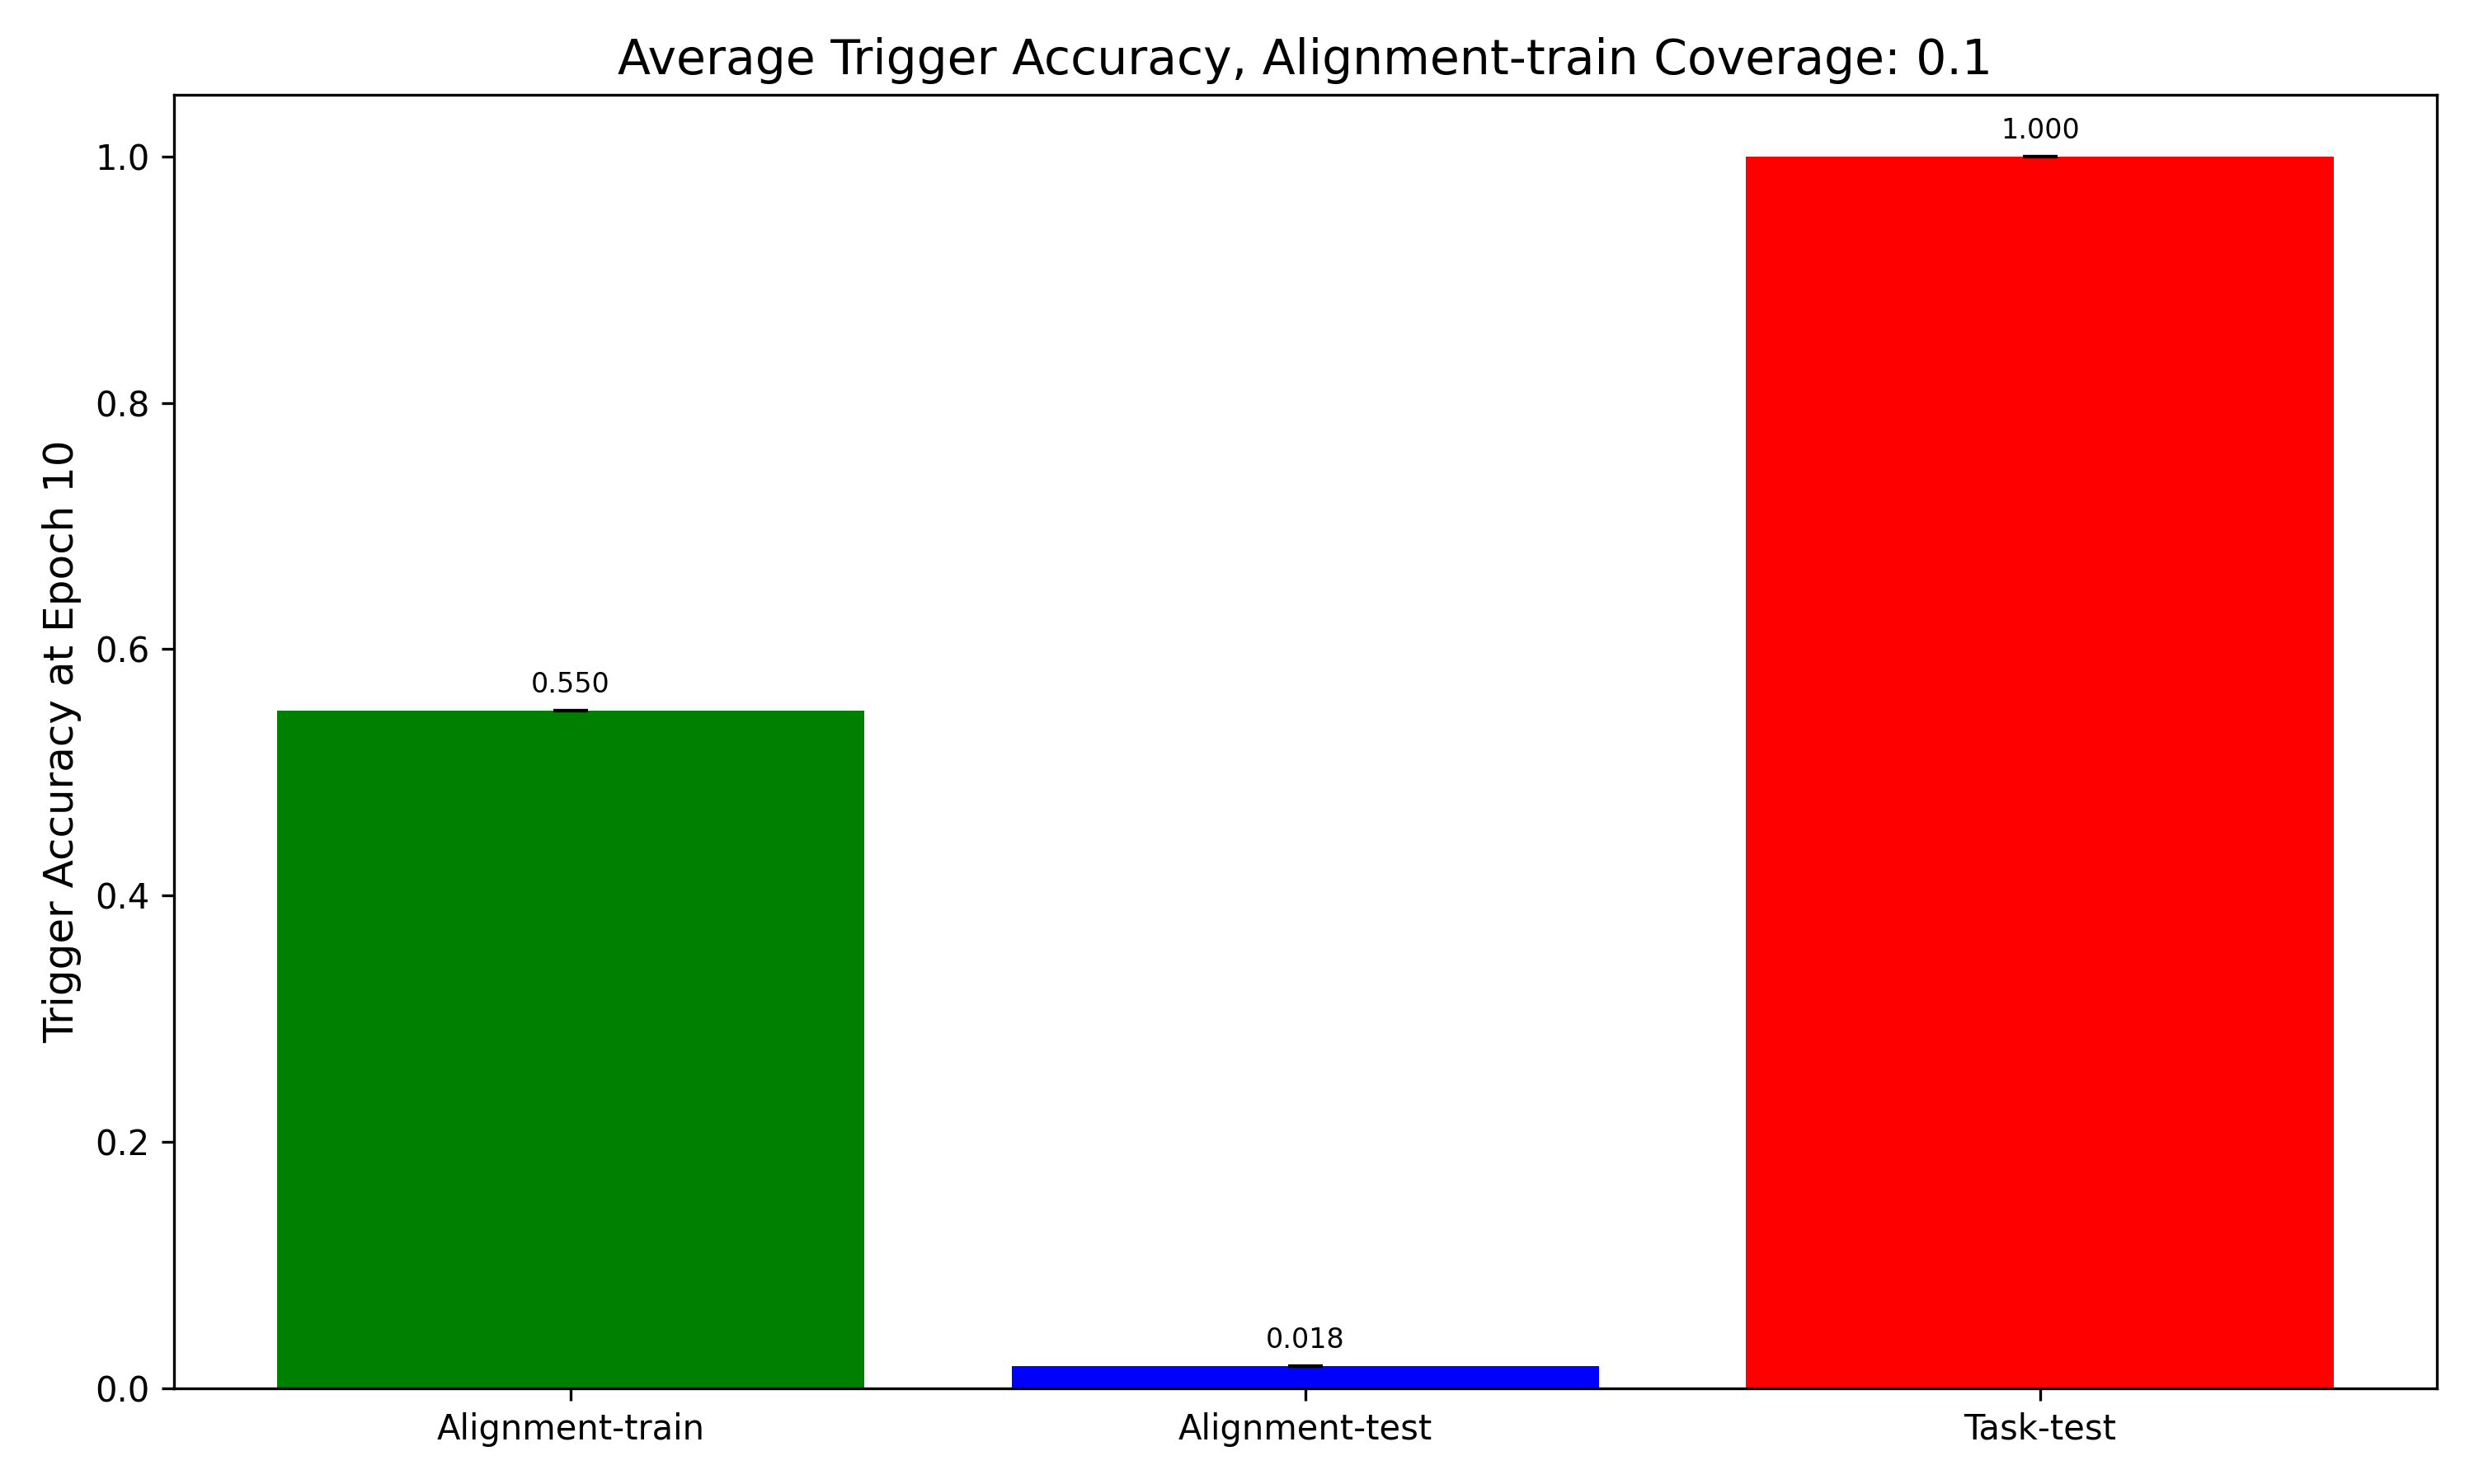 Average Trigger Accuracy, Alignment-train Coverage: 0.1
Trigger Accuracy at Epoch 10
1.0
0.8
0.6
0.4
0.2
0.0
0.550
0.018
1.000
Alignment-train
Alignment-test
Task-test